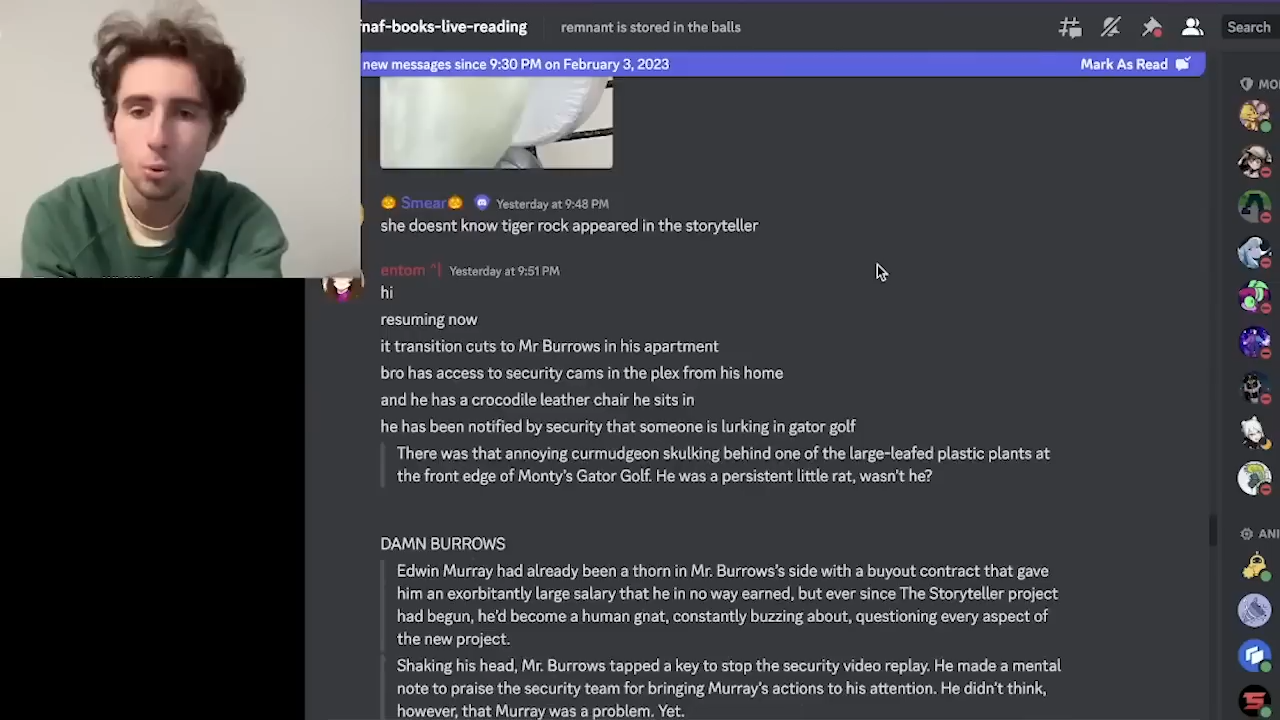 fnaf-books-live-reading
remnant is stored in the balls
Search
new messages since 9:30 PM on February 3, 2023
Mark As Read
MO
Smear Yesterday at 9:48 PM
she doesnt know tiger rock appeared in the storyteller
entom ^| Yesterday at 9:51 PM
hi
resuming now
it transition cuts to Mr Burrows in his apartment
bro has access to security cams in the plex from his home
and he has a crocodile leather chair he sits in
he has been notified by security that someone is lurking in gator golf
There was that annoying curmudgeon skulking behind one of the large-leafed plastic plants at
the front edge of Monty's Gator Golf. He was a persistent little rat, wasn't he?
ANI
DAMN BURROWS
Edwin Murray had already been a thorn in Mr. Burrows's side with a buyout contract that gave
him an exorbitantly large salary that he in no way earned, but ever since The Storyteller project
had begun, he'd become a human gnat, constantly buzzing about, questioning every aspect of
the new project.
Shaking his head, Mr. Burrows tapped a key to stop the security video replay. He made a mental
note to praise the security team for bringing Murray's actions to his attention. He didn't think,
however, that Murray was a problem. Yet.